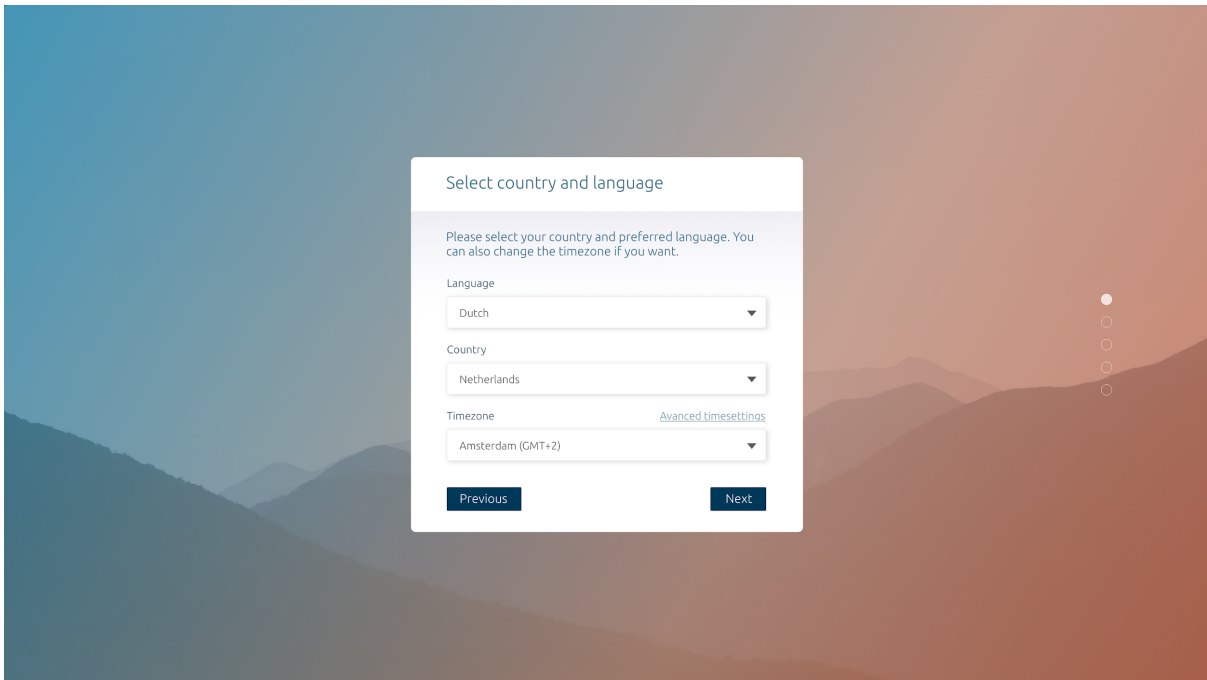 Select country and language
Please select your country and preferred language. You
can also change the timezone if you want.
Language
Dutch
Country
Netherlands
Timezone
Avanced timesettings
Amsterdam (GMT+2)
Previous
Next